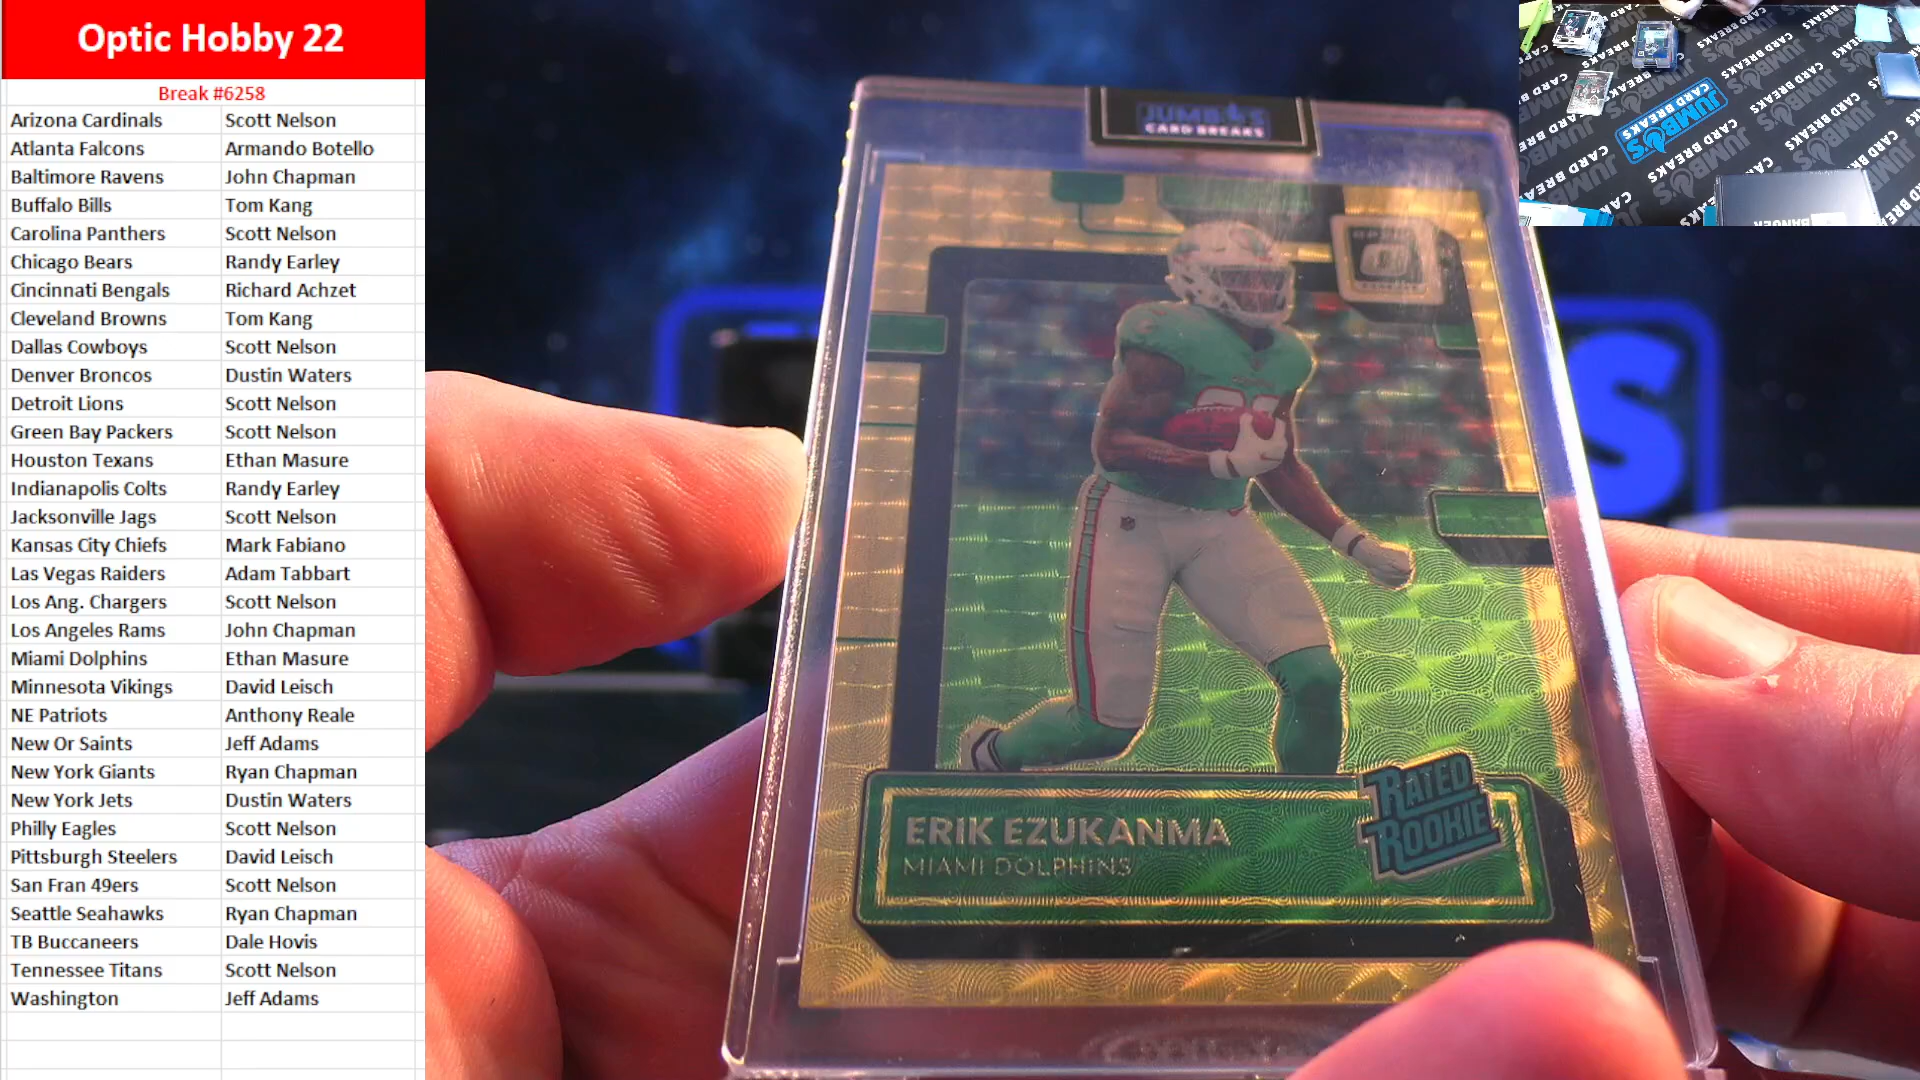 Optic Hobby 22
Break #6258
Arizona Cardinals Scott Nelson
Atlanta Falcons Armando Botello
Baltimore Ravens John Chapman
Buffalo Bills Tom Kang
Carolina Panthers Scott Nelson
Chicago Bears Randy Earley
Cincinnati Bengals Richard Achzet
Cleveland Browns Tom Kang
Dallas Cowboys Scott Nelson
Denver Broncos Dustin Waters
Detroit Lions Scott Nelson
Green Bay Packers Scott Nelson
Houston Texans Ethan Masure
Indianapolis Colts Randy Earley
Jacksonville Jags Scott Nelson
Kansas City Chiefs Mark Fabiano
Las Vegas Raiders Adam Tabbart
Los Ang. Chargers Scott Nelson
Los Angeles Rams John Chapman
Miami Dolphins Ethan Masure
Minnesota Vikings David Leisch
NE Patriots Anthony Reale
New Or Saints Jeff Adams
New York Giants Ryan Chapman
New York Jets Dustin Waters
Philly Eagles Scott Nelson
Pittsburgh Steelers David Leisch
San Fran 49ers Scott Nelson
Seattle Seahawks Ryan Chapman
TB Buccaneers Dale Hovis
Tennessee Titans Scott Nelson
Washington Jeff Adams
JUMBO'S
CARD BREAKS
ERIK EZUKANMA
MIAMI DOLPHINS
RATED
ROOKIE
JUMBO'S
CARD BREAKS